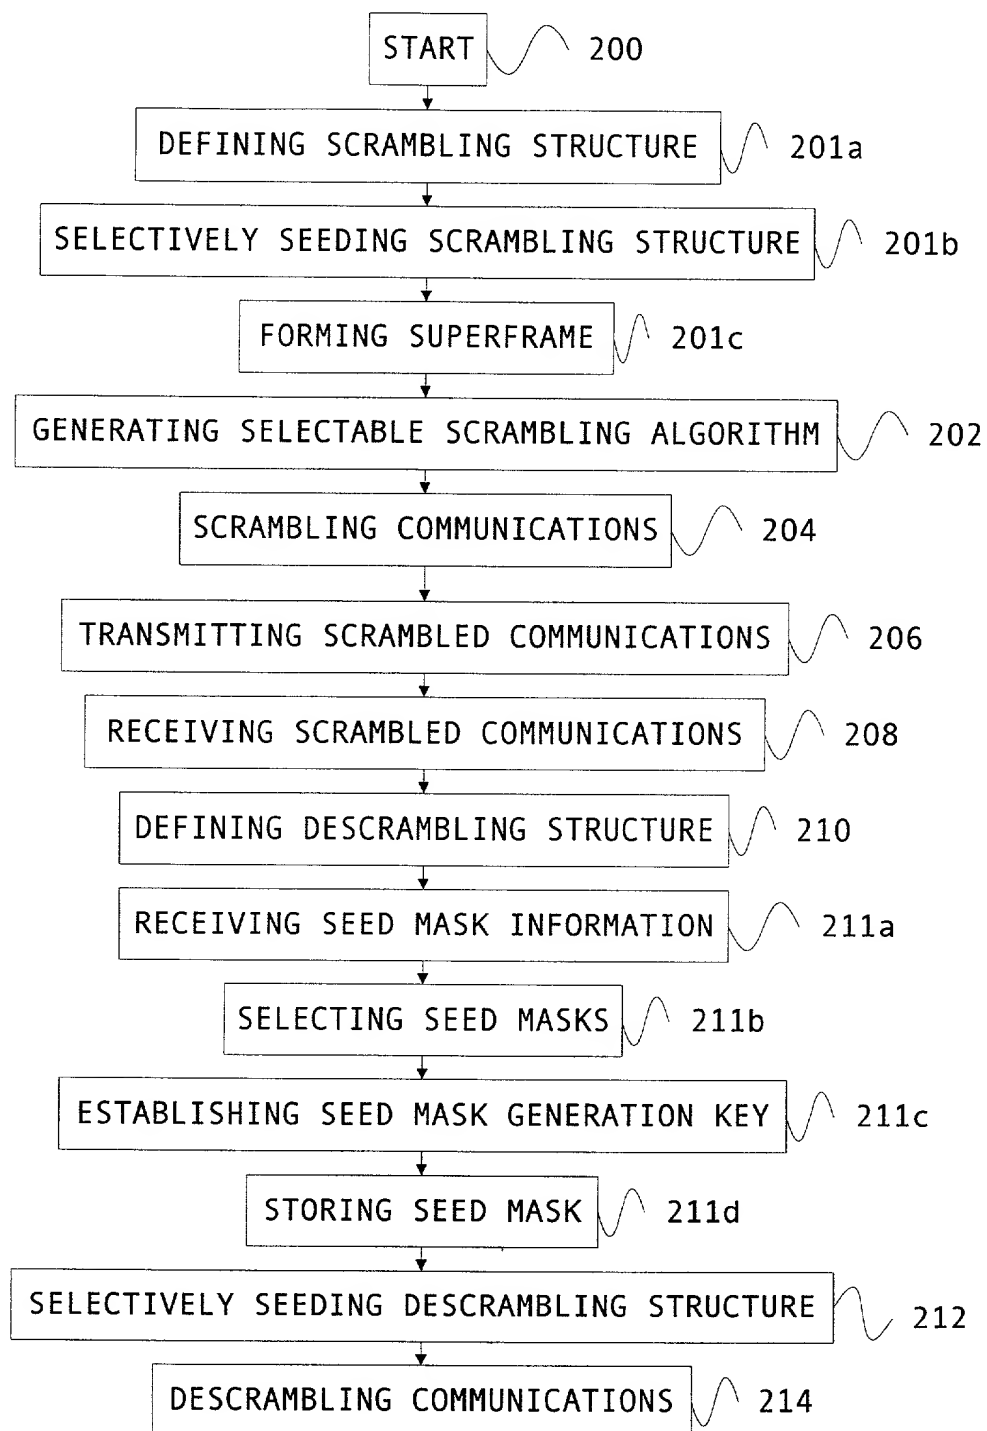 START 200
DEFINING SCRAMBLING STRUCTURE 201a
SELECTIVELY SEEDING SCRAMBLING STRUCTURE 201b
FORMING SUPERFRAME 201c
GENERATING SELECTABLE SCRAMBLING ALGORITHM 202
SCRAMBLING COMMUNICATIONS 204
TRANSMITTING SCRAMBLED COMMUNICATIONS 206
RECEIVING SCRAMBLED COMMUNICATIONS 208
DEFINING DESCRAMBLING STRUCTURE 210
RECEIVING SEED MASK INFORMATION 211a
SELECTING SEED MASKS 211b
ESTABLISHING SEED MASK GENERATION KEY 211c
STORING SEED MASK 211d
SELECTIVELY SEEDING DESCRAMBLING STRUCTURE 212
DESCRAMBLING COMMUNICATIONS 214